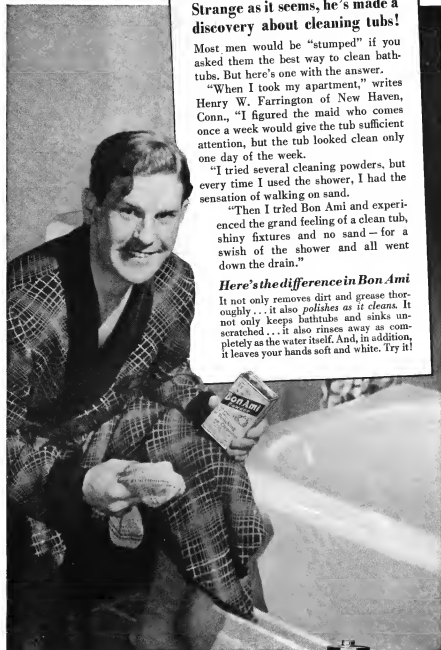 Strange as it seems, he's made a
discovery about cleaning tubs!
Most men would be "stumped" if you
asked them the best way to clean bath-
tubs. But here's one with the answer.
"When I took my apartment," writes
Henry W. Farrington of New Haven,
Conn., "I figured the maid who comes
once a week would give the tub sufficient
attention, but the tub looked clean only
one day of the week.
"I tried several cleaning powders, but
every time I used the shower, I had the
sensation of walking on sand.
"Then I tried Bon Ami and experi-
enced the grand feeling of a clean tub,
shiny fixtures and no sand — for a
swish of the shower and all went
down the drain."
Here's the difference in Bon Ami
It not only removes dirt and grease thor-
oughly . . . it also polishes as it cleans. It
not only keeps bathtubs and sinks un-
scratched . . . it also rinses away as com-
pletely as the water itself. And, in addition,
it leaves your hands soft and white. Try it!
Bon Ami